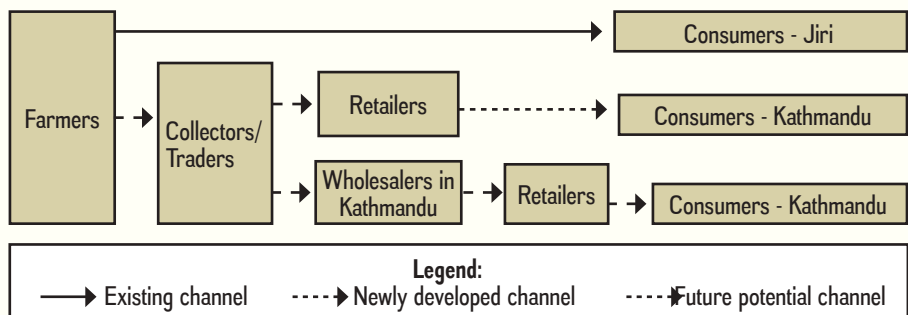 Farmers
Collectors/
Traders
Consumers - Jiri
Retailers
Consumers - Kathmandu
Wholesalers in
Kathmandu
Retailers
Consumers - Kathmandu
Legend:
Existing channel
Newly developed channel
Future potential channel